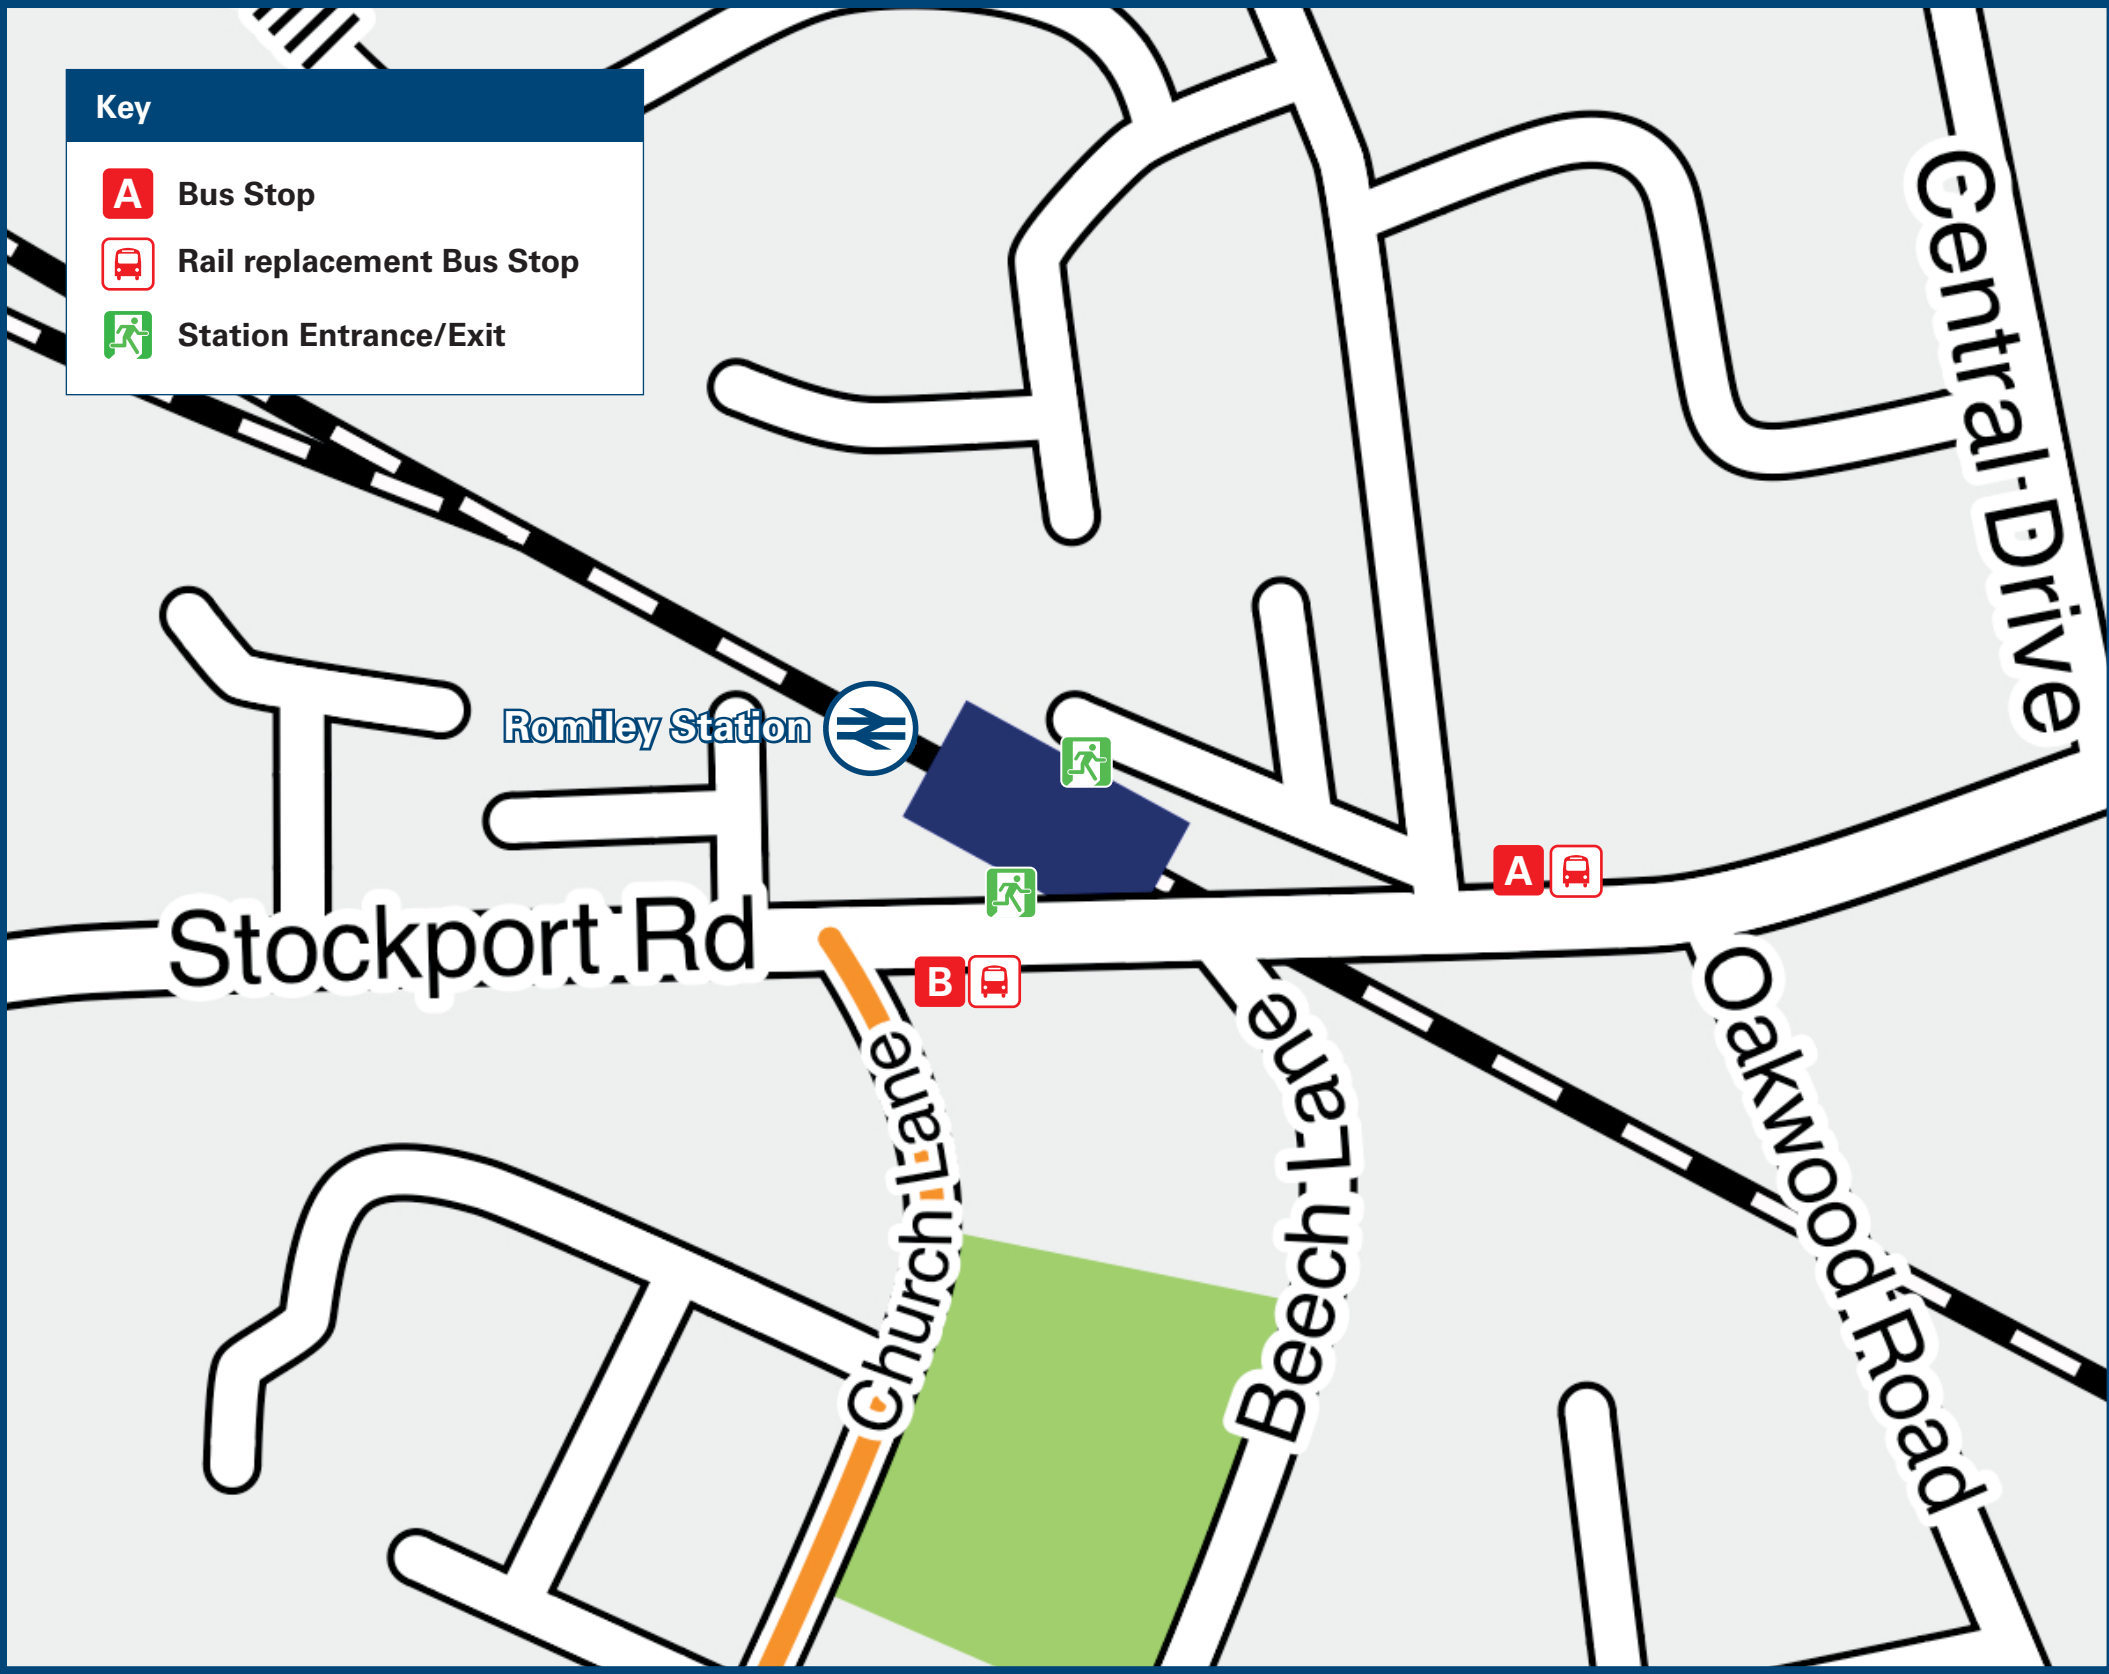 Key
A
Bus Stop
Rail replacement Bus Stop
Station Entrance/Exit
Central Drive
Romiley Station
A
Stockport Rd
B
Church Lane
Beech Lane
Oakwood Road